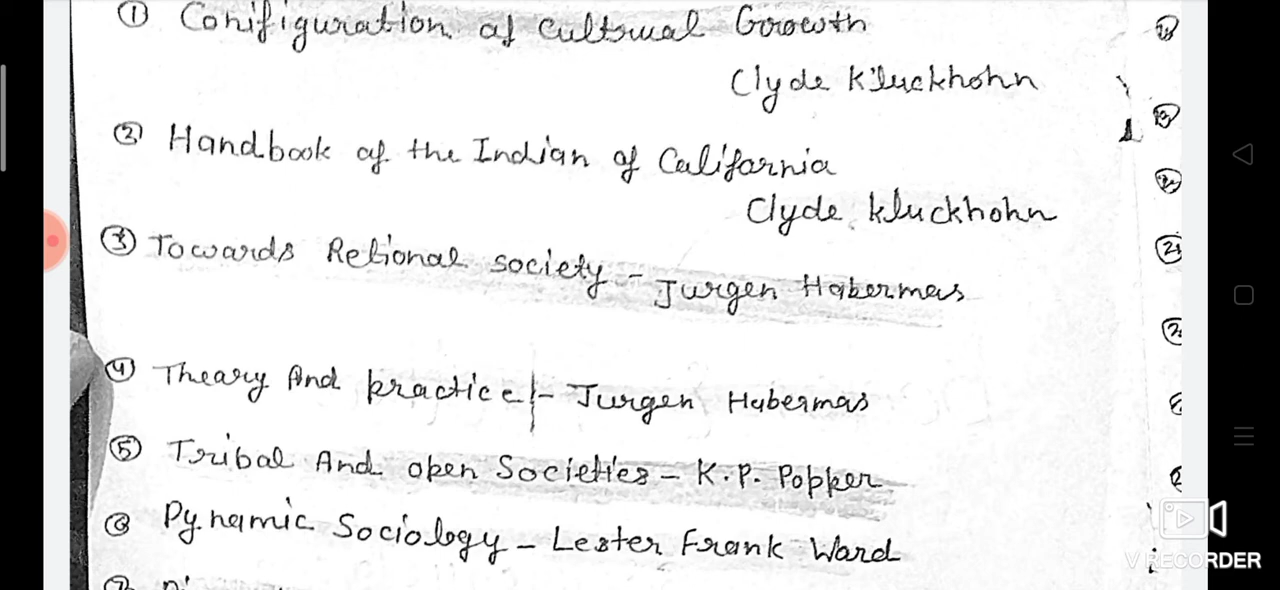 ① Conifiguration of Cultural Growth
Clyde Kluckhohn
② Handbook of the Indian of California
Clyde kluckhohn
③ Towards Rational society - Jurgen Habermas
④ Theory And practice - Jurgen Habermas
⑤ Tribal And open Societies - K.P. Popper
⑥ Dynamic Sociology - Lester Frank Ward
V RECORDER